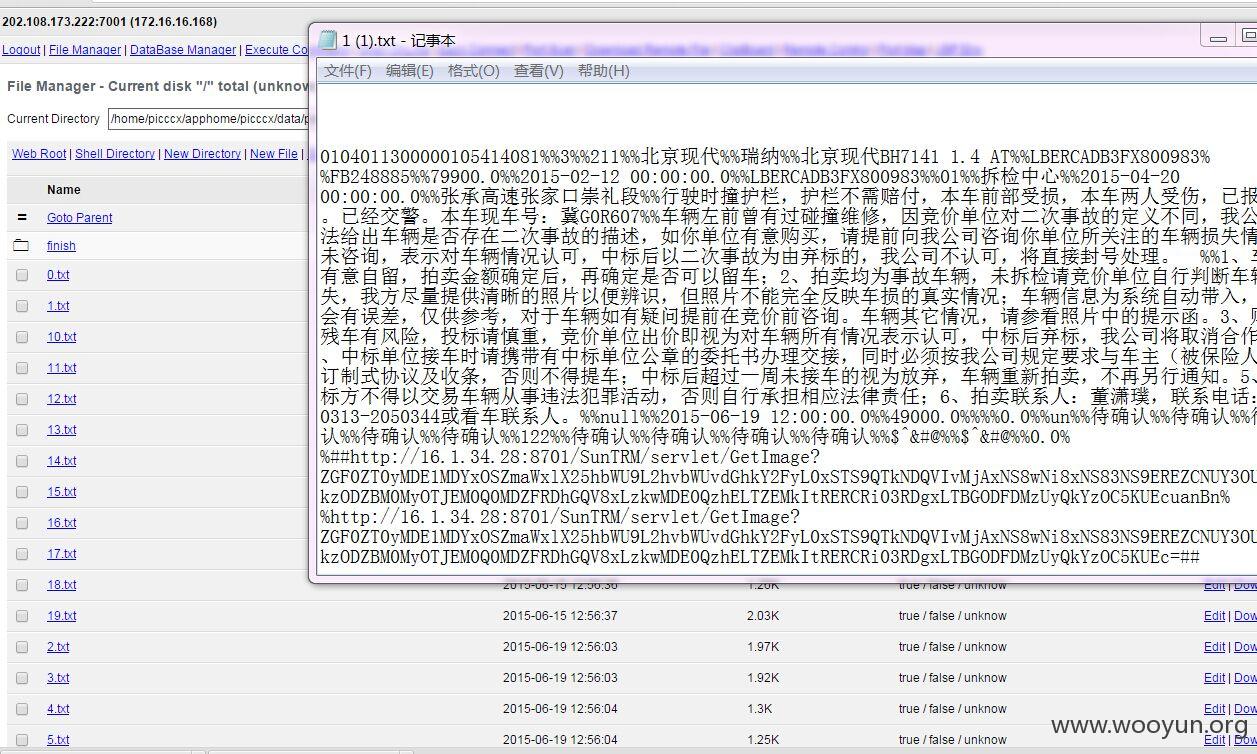 202.108.173.222:7001 (172.16.16.168)
Logout | File Manager | DataBase Manager | Execute
File Manager - Current disk "/" total
Current Directory /home/picccx/apphome/picccx/data/
Web Root | Shell Directory | New Directory | New File |
Name
= Goto Parent
finish
0.txt
1.txt
10.txt
11.txt
12.txt
13.txt
14.txt
15.txt
16.txt
17.txt
18.txt 2015-06-15 12:56:36 1.26K true / false / unknow Edit |
19.txt 2015-06-15 12:56:37 2.03K true / false / unknow Edit |
2.txt 2015-06-19 12:56:03 1.97K true / false / unknow Edit |
3.txt 2015-06-19 12:56:03 1.92K true / false / unknow Edit |
4.txt 2015-06-19 12:56:04 1.3K true / false / unknow Edit |
5.txt 2015-06-19 12:56:04 1.25K true / false / unknow Edit |
1 (1).txt - 记事本
文件(F) 编辑(E) 格式(O) 查看(V) 帮助(H)
0104011300000105414081%%3%%211%%北京现代%%瑞纳%%北京现代BH7141 1.4 AT%%LBERCADB3FX800983%
%FB248885%%79900.0%%2015-02-12 00:00:00.0%%LBERCADB3FX800983%%01%%拆检中心%%2015-04-20
00:00:00.0%%张承高速张家口崇礼段%%行驶时撞护栏，护栏不需赔付，本车前部受损，本车两人受伤，已报
。已经交警。本车现车号：冀G0R607%%车辆左前曾有过碰撞维修，因竞价单位对二次事故的定义不同，我公
法给出车辆是否存在二次事故的描述，如你单位有意购买，请提前向我公司咨询你单位所关注的车辆损失情
未咨询，表示对车辆情况认可，中标后以二次事故为由弃标的，我公司不认可，将直接封号处理。 %%1、
有意自留，拍卖金额确定后，再确定是否可以留车；2、拍卖均为事故车辆，未拆检请竞价单位自行判断车辆
失，我方尽量提供清晰的照片以便辨识，但照片不能完全反映车损的真实情况；车辆信息为系统自动带入，
会有误差，仅供参考，对于车辆如有疑问提前在竞价前咨询。车辆其它情况，请参看照片中的提示函。3、
残车有风险，投标请慎重，竞价单位出价即视为对车辆所有情况表示认可，中标后弃标，我公司将取消合作
、中标单位接车时请携带有中标单位公章的委托书办理交接，同时必须按我公司规定要求与车主（被保险人
订制式协议及收条，否则不得提车；中标后超过一周未接车的视为放弃，车辆重新拍卖，不再另行通知。5、
标方不得以交易车辆从事违法犯罪活动，否则自行承担相应法律责任；6、拍卖联系人：董潇璞，联系电话：
0313-2050344或看车联系人。%%null%%2015-06-19 12:00:00.0%%49000.0%%%%0.0%%un%%待确认%%待确认%%
认%%待确认%%待确认%%122%%待确认%%待确认%%待确认%%待确认%%$^&#@%%$^&#@%%0.0%
%##http://16.1.34.28:8701/SunTRM/servlet/GetImage?
%http://16.1.34.28:8701/SunTRM/servlet/GetImage?
www.wooyun.org